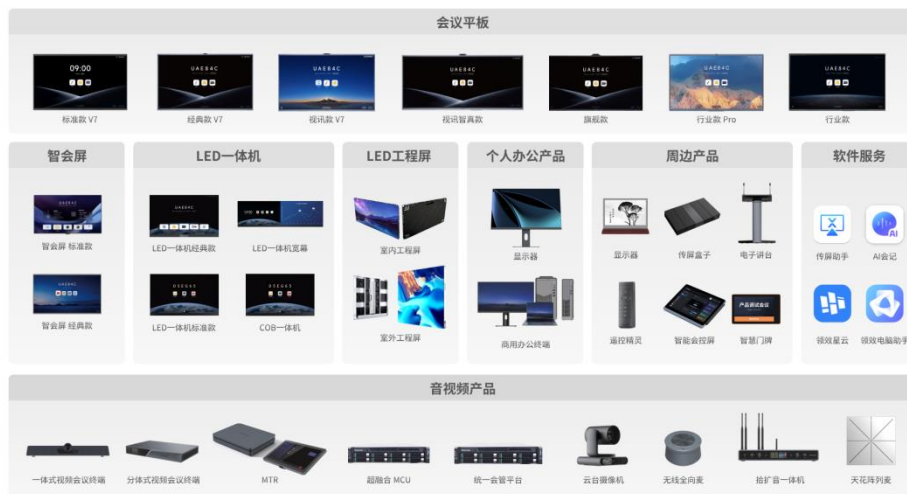 会议平板
09:00
UAE84C
UAE84C
UAE84C
UAE84C
UAE84C
UAE84C
标准款 V7
经典款 V7
视讯款 V7
视讯智真款
旗舰款
行业款 Pro
行业款
智会屏
LED一体机
LED工程屏
个人办公产品
周边产品
软件服务
智会屏 标准款
LED一体机经典款
LED一体机宽幕
室内工程屏
显示器
显示器
传屏盒子
电子讲台
传屏助手
AI会记
产品调试会议
智会屏 经典款
LED一体机标准款
COB一体机
室外工程屏
商用办公终端
遥控精灵
智能会控屏
智慧门牌
领效星云
领效电脑助手
音视频产品
一体式视频会议终端
分体式视频会议终端
MTR
超融合 MCU
统一会管平台
云台摄像机
无线全向麦
拾扩音一体机
天花阵列麦